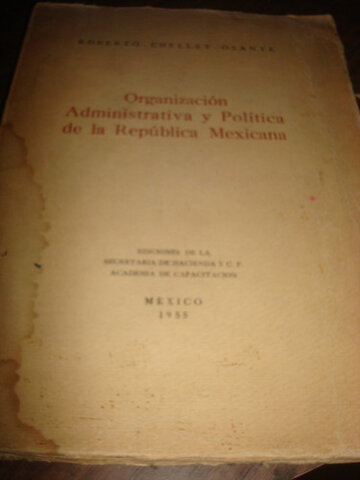 ROBERTO CHELLET OSANTE
Organización
Administrativa y Política
de la República Mexicana
EDICIONES DE LA
SECRETARIA DE HACIENDA Y C. P.
ACADEMIA DE CAPACITACION
MEXICO
1955